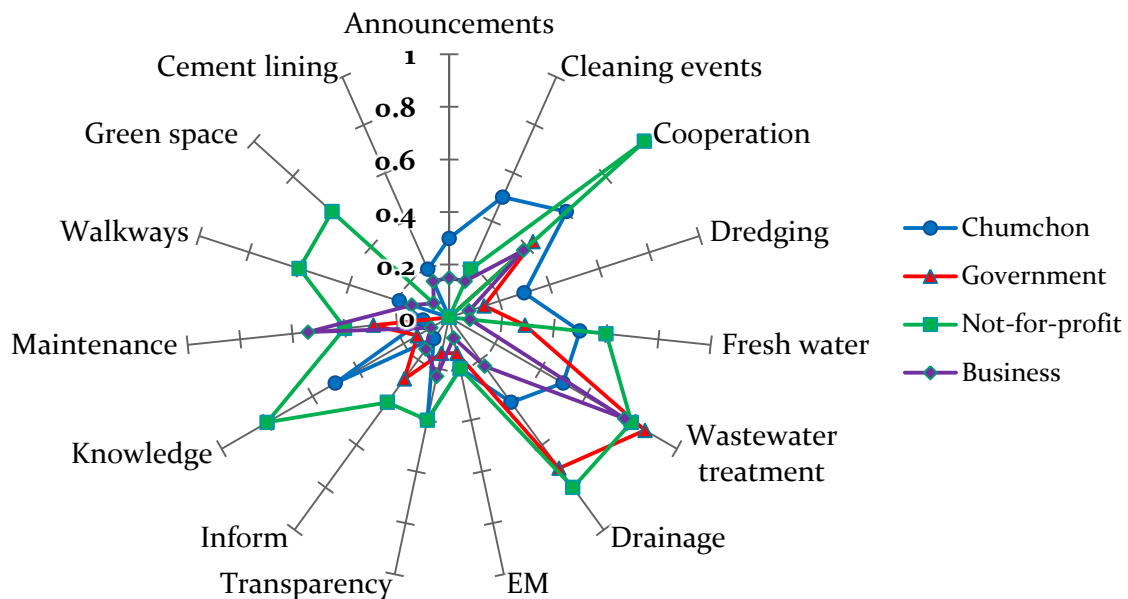 Announcements
1
Cement lining
Cleaning events
0.8
Green space
Cooperation
0.6
0.4
Walkways
Dredging
Chumchon
0.2
Government
0
Maintenance
Fresh water
Not-for-profit
Business
Knowledge
Wastewater
treatment
Inform
Drainage
Transparency
EM